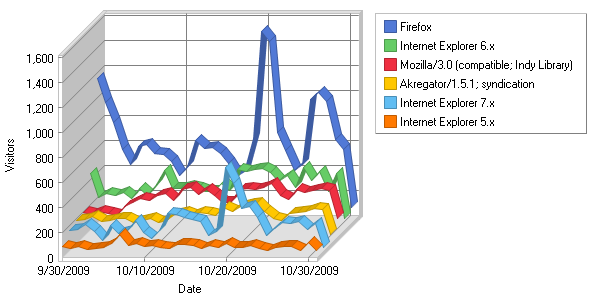 Firefox
Internet Explorer 6.x
Mozilla/3.0 (compatible; Indy Library)
Akregator/1.5.1; syndication
Internet Explorer 7.x
Internet Explorer 5.x
1,600
1,400
1,200
1,000
800
600
400
200
0
Visitors
9/30/2009 10/10/2009 10/20/2009 10/30/2009
Date